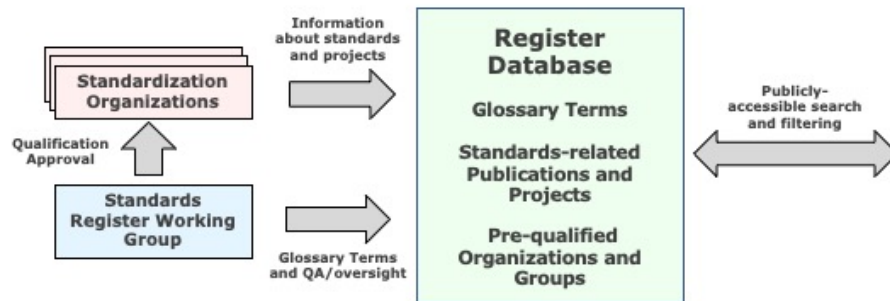 Information
about standards
and projects
Standardization
Organizations
Qualification
Approval
Standards
Register Working
Group
Glossary Terms
and QA/oversight
Register
Database
Glossary Terms
Standards-related
Publications and
Projects
Pre-qualified
Organizations and
Groups
Publicly-
accessible search
and filtering